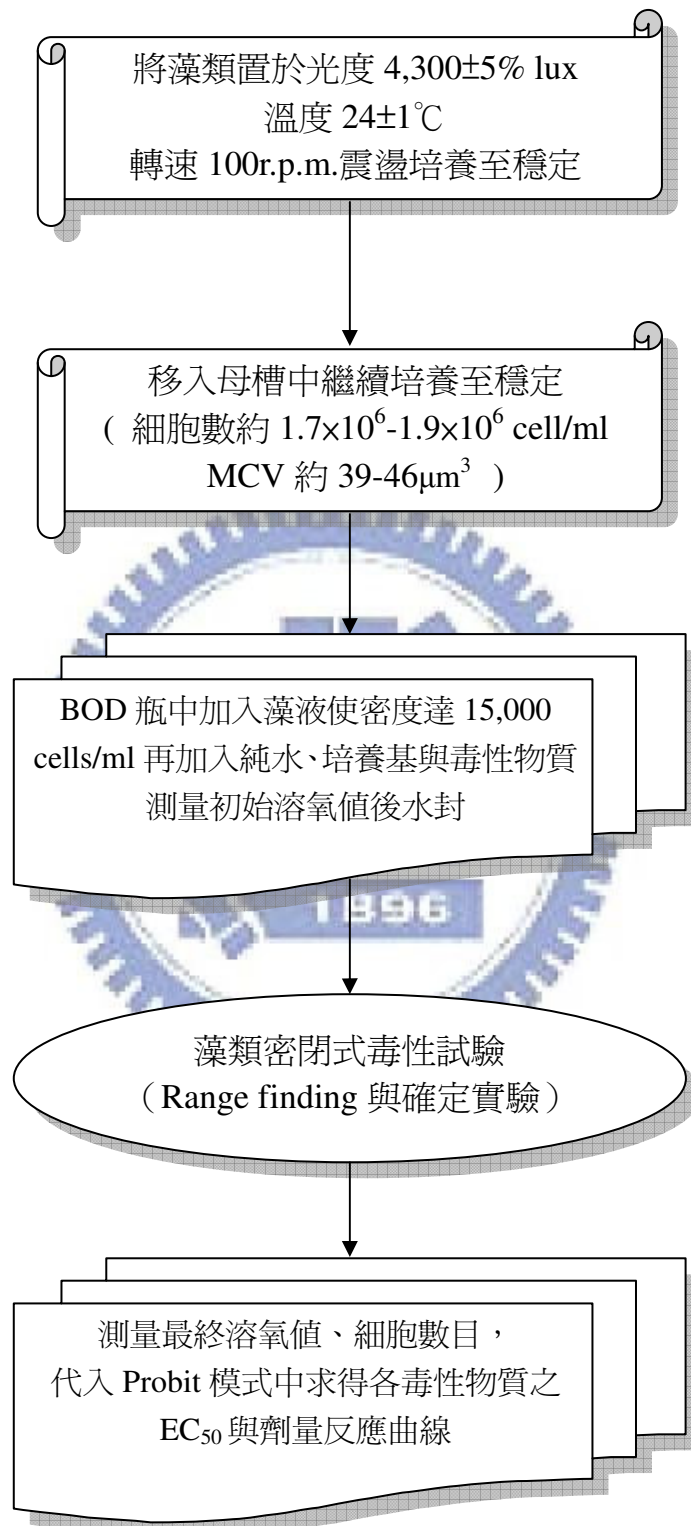 將藻類置於光度 4,300±5% lux
溫度 24±1℃
轉速 100r.p.m.震盪培養至穩定
移入母槽中繼續培養至穩定
( 細胞數約 1.7×10⁶-1.9×10⁶ cell/ml
MCV 約 39-46μm³ )
BOD 瓶中加入藻液使密度達 15,000
cells/ml 再加入純水、培養基與毒性物質
測量初始溶氧值後水封
1896
藻類密閉式毒性試驗
（Range finding 與確定實驗）
測量最終溶氧值、細胞數目，
代入 Probit 模式中求得各毒性物質之
EC₅₀ 與劑量反應曲線